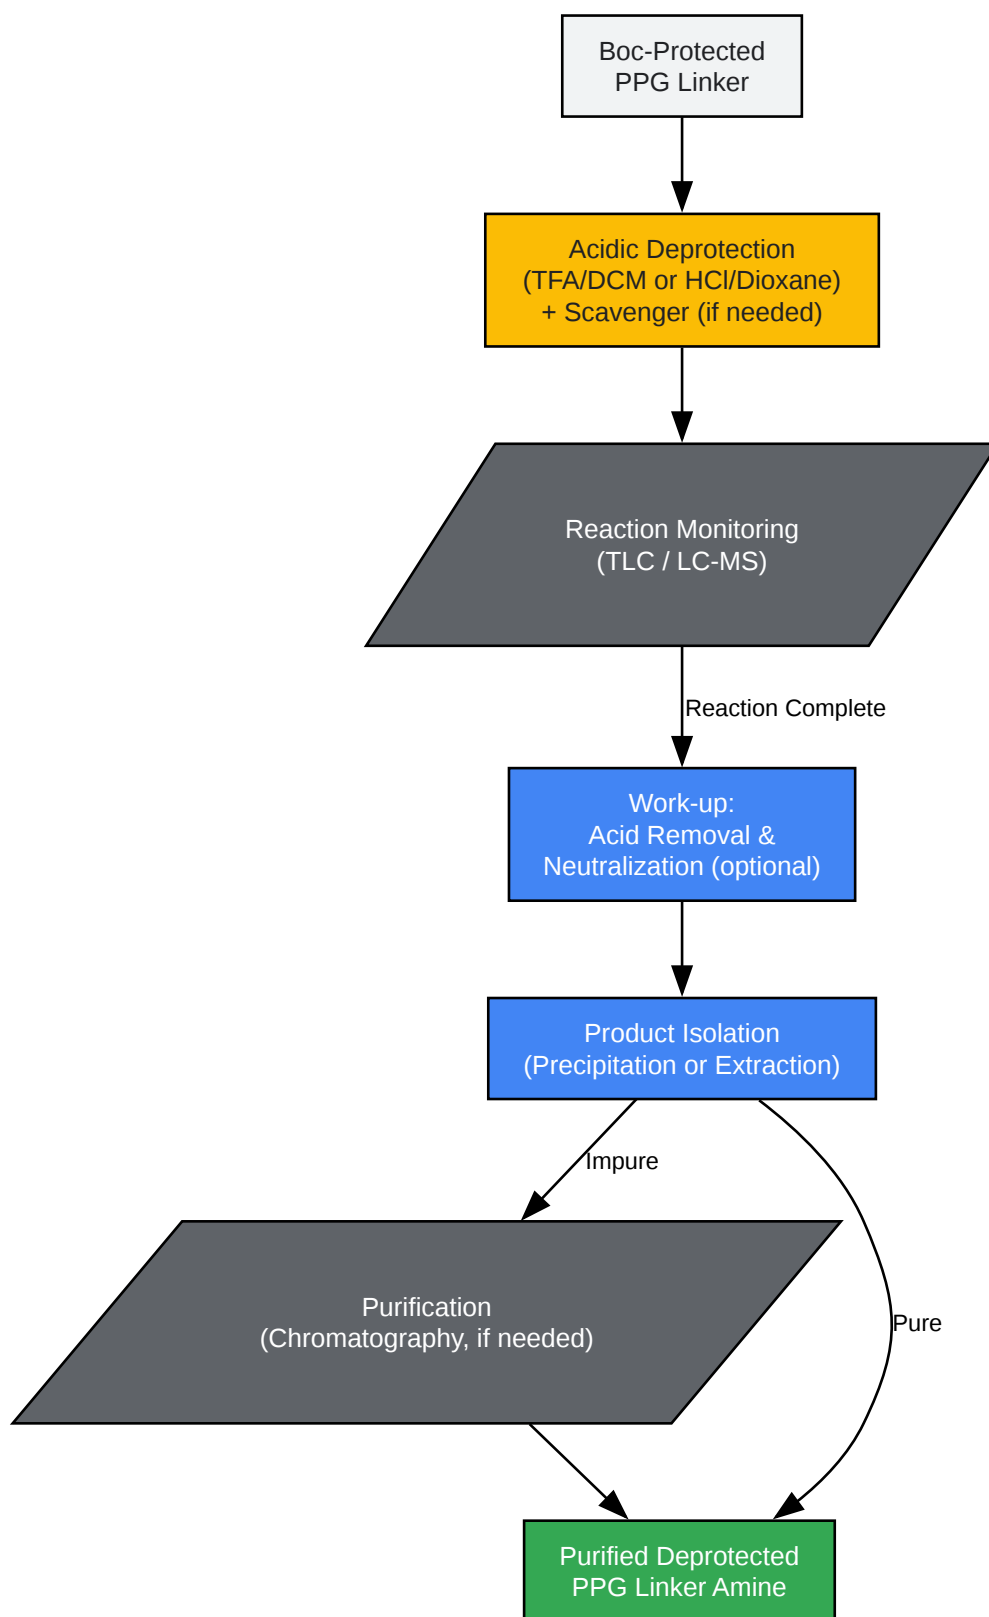 Boc-Protected
PPG Linker
Acidic Deprotection
(TFA/DCM or HCl/Dioxane)
+ Scavenger (if needed)
Reaction Monitoring
(TLC / LC-MS)
Reaction Complete
Work-up:
Acid Removal &
Neutralization (optional)
Product Isolation
(Precipitation or Extraction)
Impure
Purification
(Chromatography, if needed)
Pure
Purified Deprotected
PPG Linker Amine